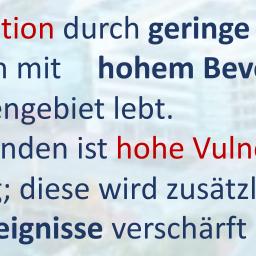 tion durch geringe
n mit hohem Bev
engebiet lebt.
nden ist hohe Vuln
; diese wird zusätzl
eignisse verschärft